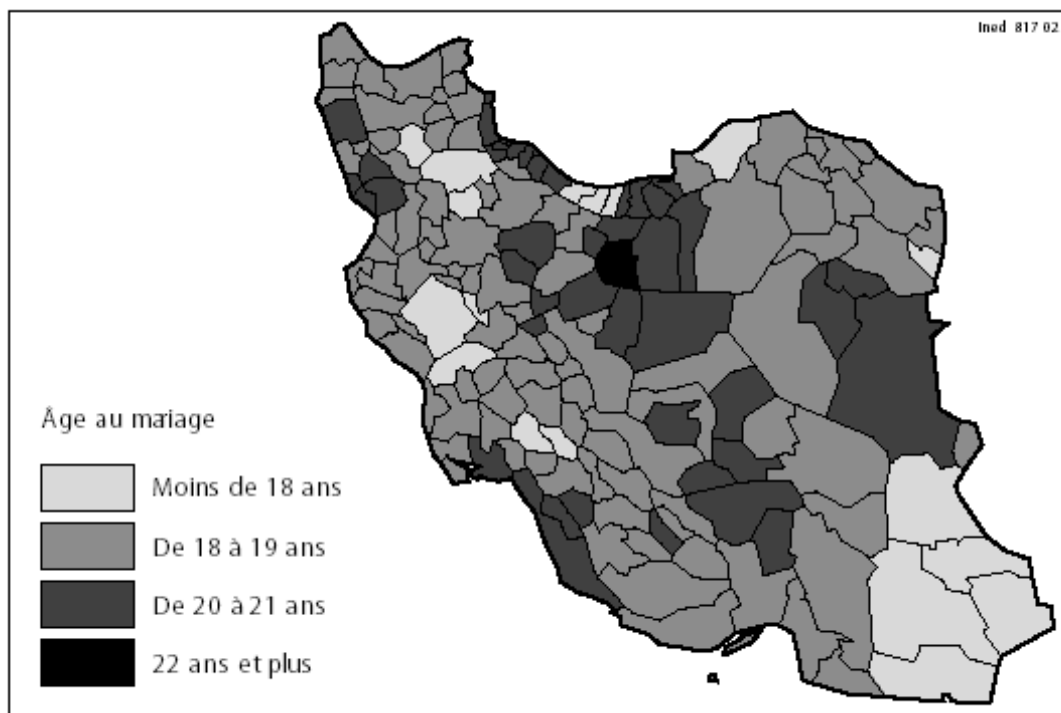 Ined 817 02
Âge au mariage
Moins de 18 ans
De 18 à 19 ans
De 20 à 21 ans
22 ans et plus